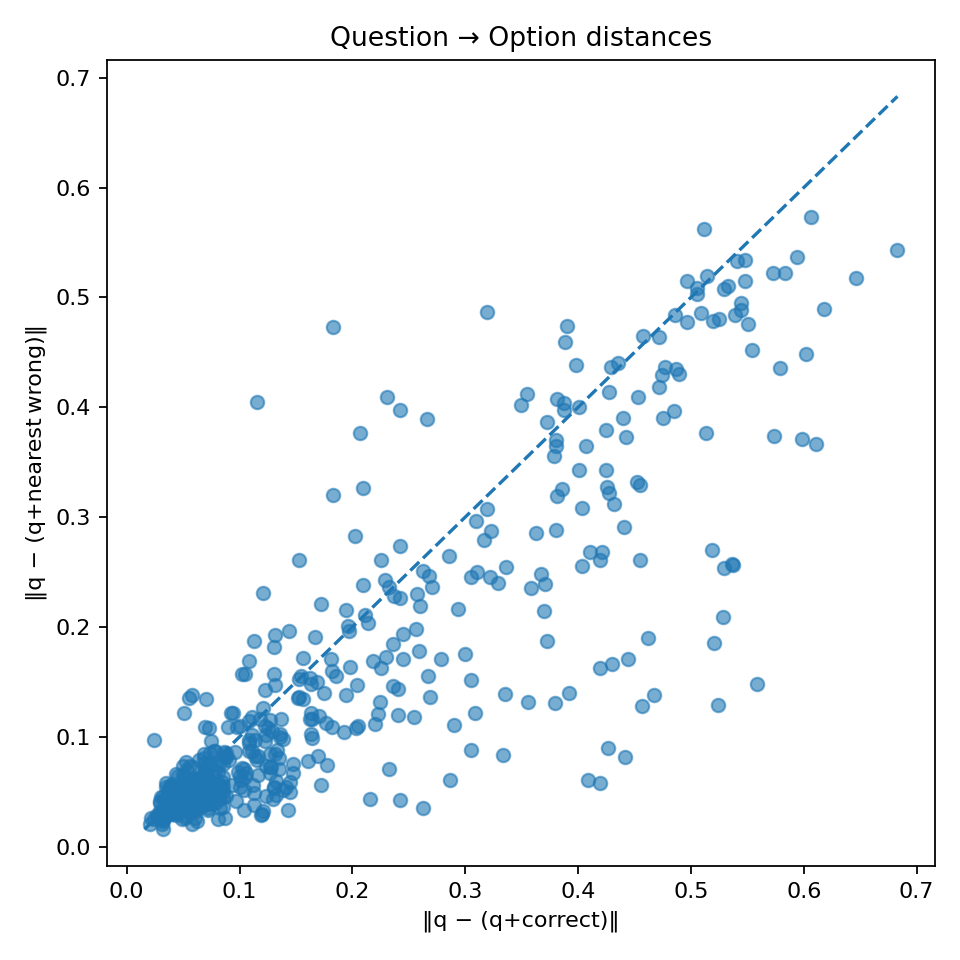 Question → Option distances
‖q − (q+nearest wrong)‖
0.7
0.6
0.5
0.4
0.3
0.2
0.1
0.0
0.0 0.1 0.2 0.3 0.4 0.5 0.6 0.7
‖q − (q+correct)‖